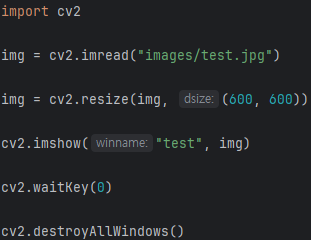 import cv2
img = cv2.imread("images/test.jpg")
img = cv2.resize(img, dsize: (600, 600))
cv2.imshow( winname: "test", img)
cv2.waitKey(0)
cv2.destroyAllWindows()